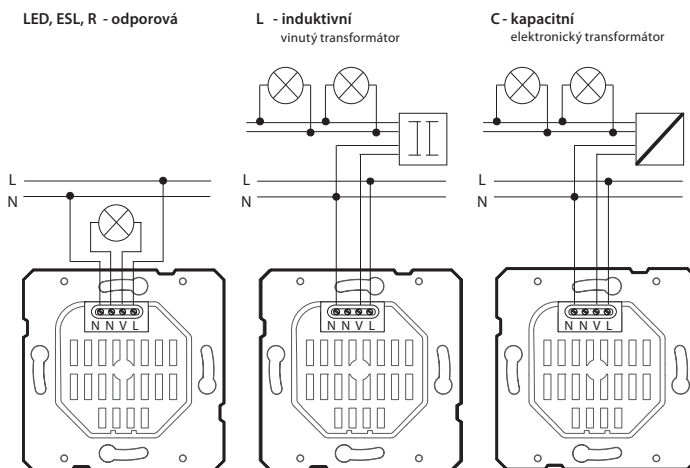 LED, ESL, R - odporová
L - induktivní
vinutý transformátor
C - kapacitní
elektronický transformátor
L
N
L
N
L
N
N N V L
N N V L
N N V L